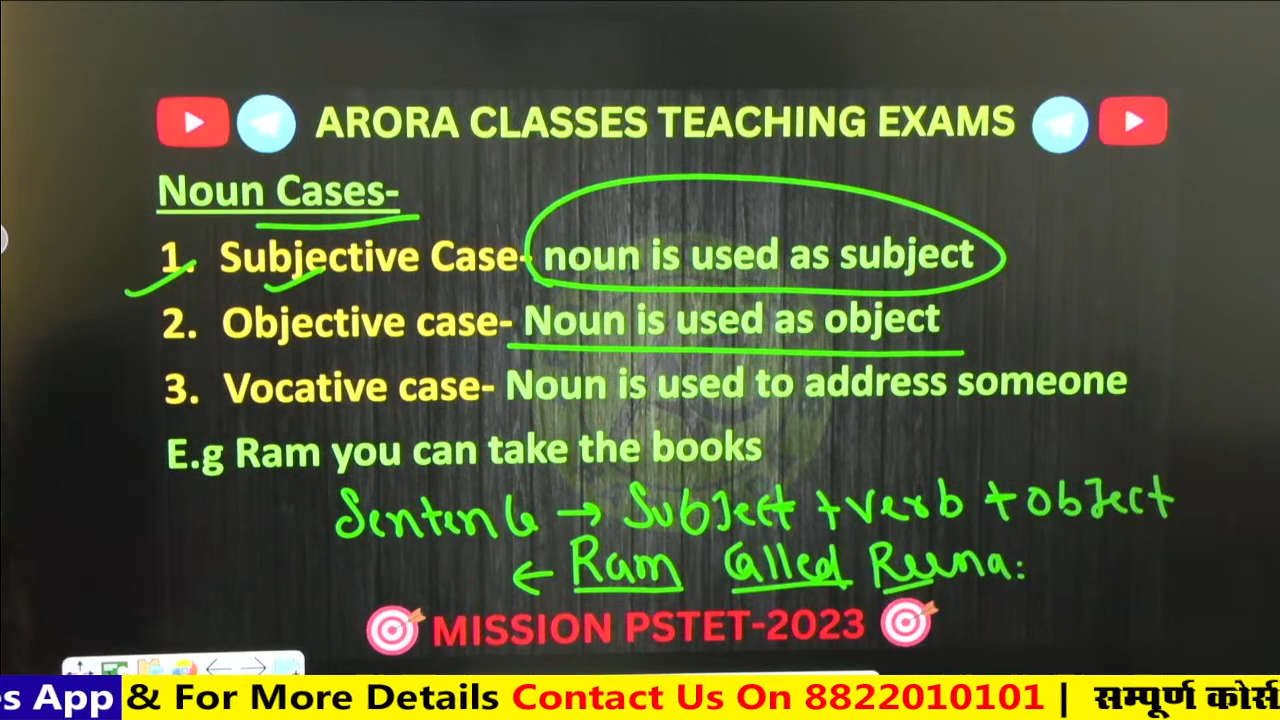 ARORA CLASSES TEACHING EXAMS
Noun Cases-
1. Subjective Case- noun is used as subject
2. Objective case- Noun is used as object
3. Vocative case- Noun is used to address someone
E.g Ram you can take the books
Sentence → Subject + verb + object
← Ram Called Reena.
MISSION PSTET-2023
es App & For More Details Contact Us On 8822010101 | सम्पूर्ण कोर्स